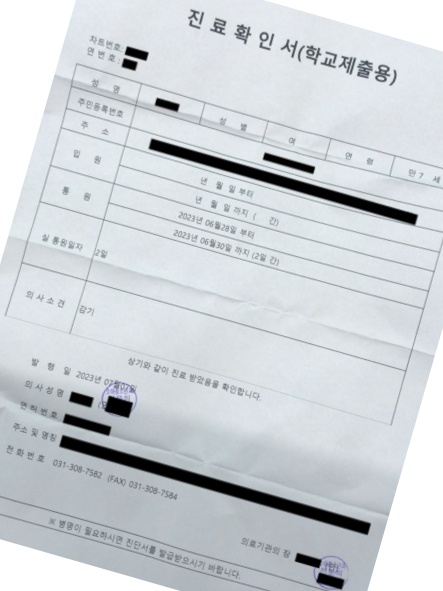 진료확인서(학교제출용)
차트번호:
연 번 호 :
성 명 성 별 여 연 령 만 7 세
주민등록번호
주 소
입 원 년 월 일 부터
년 월 일 까지 ( 간)
통 원 2023년 06월28일 부터
2023년 06월30일 까지 (2일 간)
실 통원일자 2일
의 사 소 견 감기
상기와 같이 진료 받았음을 확인합니다.
발 행 일 2023년 07월
의 사 성 명
면 허 번 호
주소 및 명칭
전 화 번 호 031-308-7582 (FAX) 031-308-7584
의료기관의 장
※ 병명이 필요하시면 진단서를 발급받으시기 바랍니다.